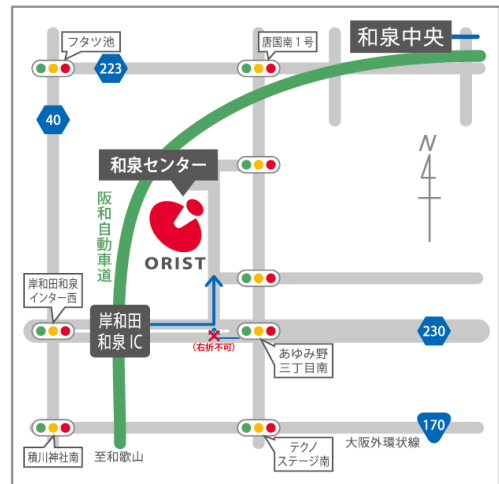 フタツ池
223
唐国南1号
和泉中央
40
和泉センター
N
阪和自動車道
ORIST
岸和田和泉
インター西
岸和田
和泉IC
(右折不可)
あゆみ野
三丁目南
230
積川神社南
至和歌山
テクノ
ステージ南
大阪外環状線
170